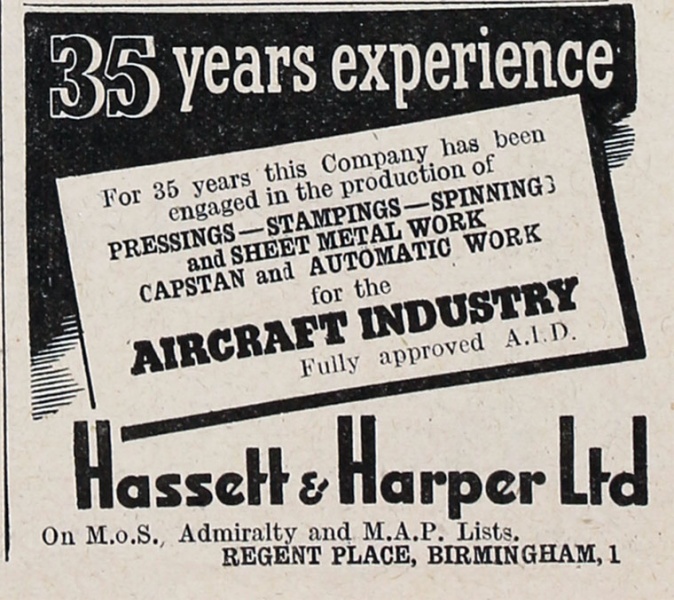 35 years experience
For 35 years this Company has been
engaged in the production of
PRESSINGS—STAMPINGS—SPINNINGS
and SHEET METAL WORK
CAPSTAN and AUTOMATIC WORK
for the
AIRCRAFT INDUSTRY
Fully approved A.I.D.
Hassett & Harper Ltd
On M.o.S., Admiralty and M.A.P. Lists.
REGENT PLACE, BIRMINGHAM, 1